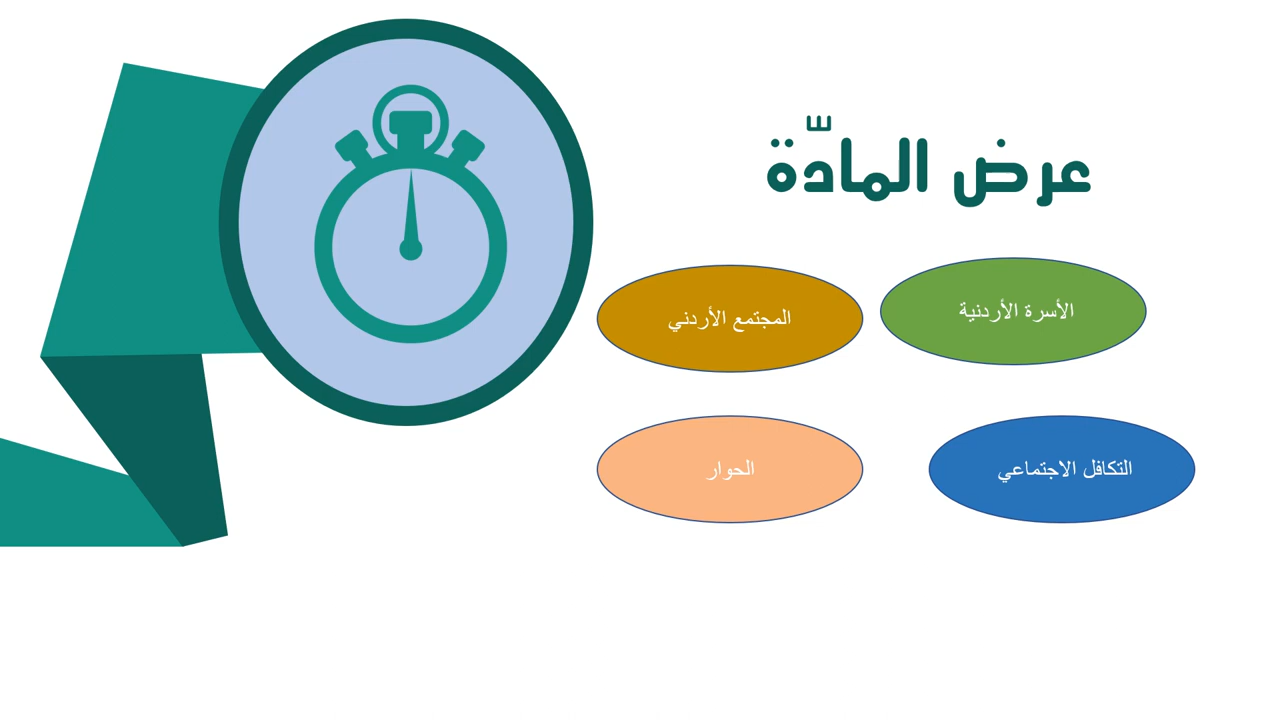 عرض المادّة
الأسرة الأردنية
المجتمع الأردني
التكافل الاجتماعي
الحوار